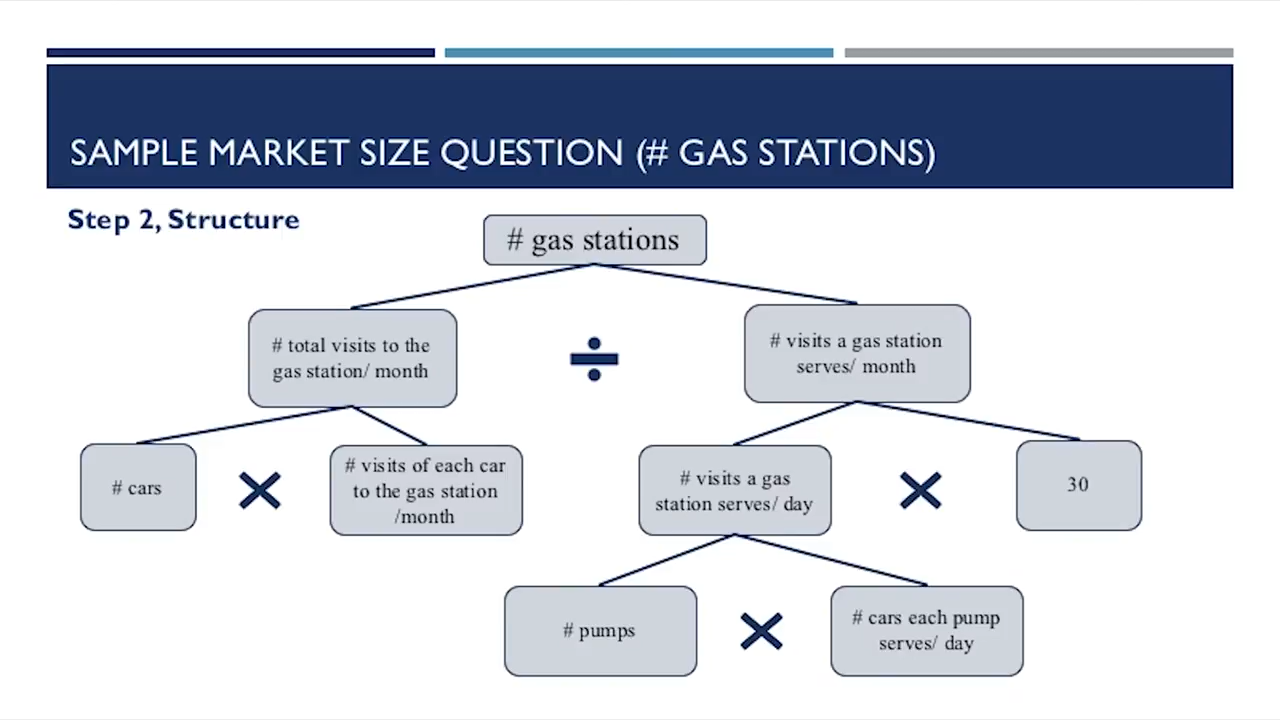 SAMPLE MARKET SIZE QUESTION (# GAS STATIONS)
Step 2, Structure
# gas stations
# total visits to the
gas station/ month
÷
# visits a gas station
serves/ month
# cars
×
# visits of each car
to the gas station
/month
# visits a gas
station serves/ day
×
30
# pumps
×
# cars each pump
serves/ day